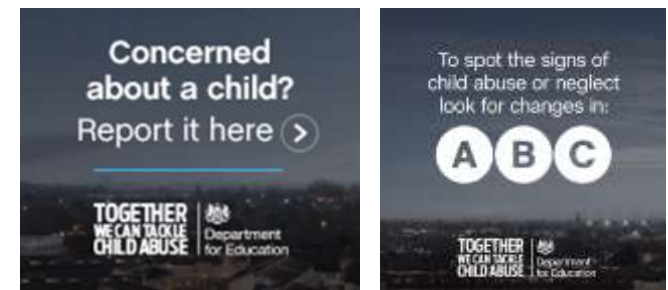 Concerned
about a child?
Report it here >
TOGETHER
WE CAN TACKLE
CHILD ABUSE
Department
for Education
To spot the signs of
child abuse or neglect
look for changes in:
A B C
TOGETHER
WE CAN TACKLE
CHILD ABUSE
Department
for Education